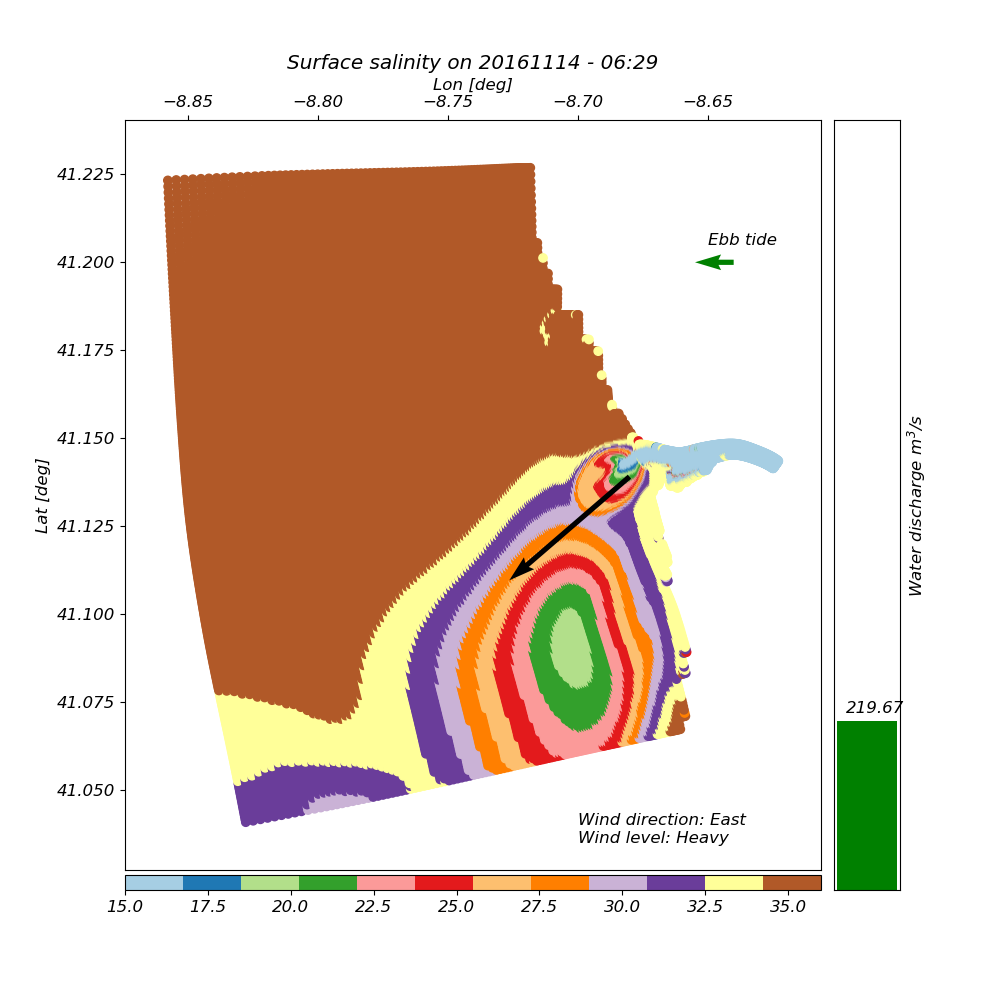 Surface salinity on 20161114 - 06:29
Lon [deg]
−8.85 −8.80 −8.75 −8.70 −8.65
41.225
41.200
41.175
41.150
41.125
41.100
41.075
41.050
Lat [deg]
Ebb tide
Wind direction: East
Wind level: Heavy
219.67
Water discharge m³/s
15.0 17.5 20.0 22.5 25.0 27.5 30.0 32.5 35.0